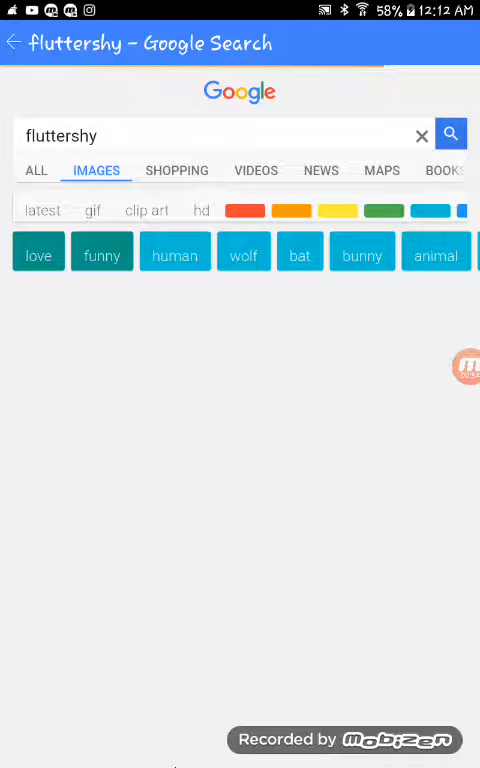 58% 12:12 AM
fluttershy – Google Search
Google
fluttershy
ALL IMAGES SHOPPING VIDEOS NEWS MAPS BOOKS
latest gif clip art hd
love funny human wolf bat bunny animal
Recorded by mobizen